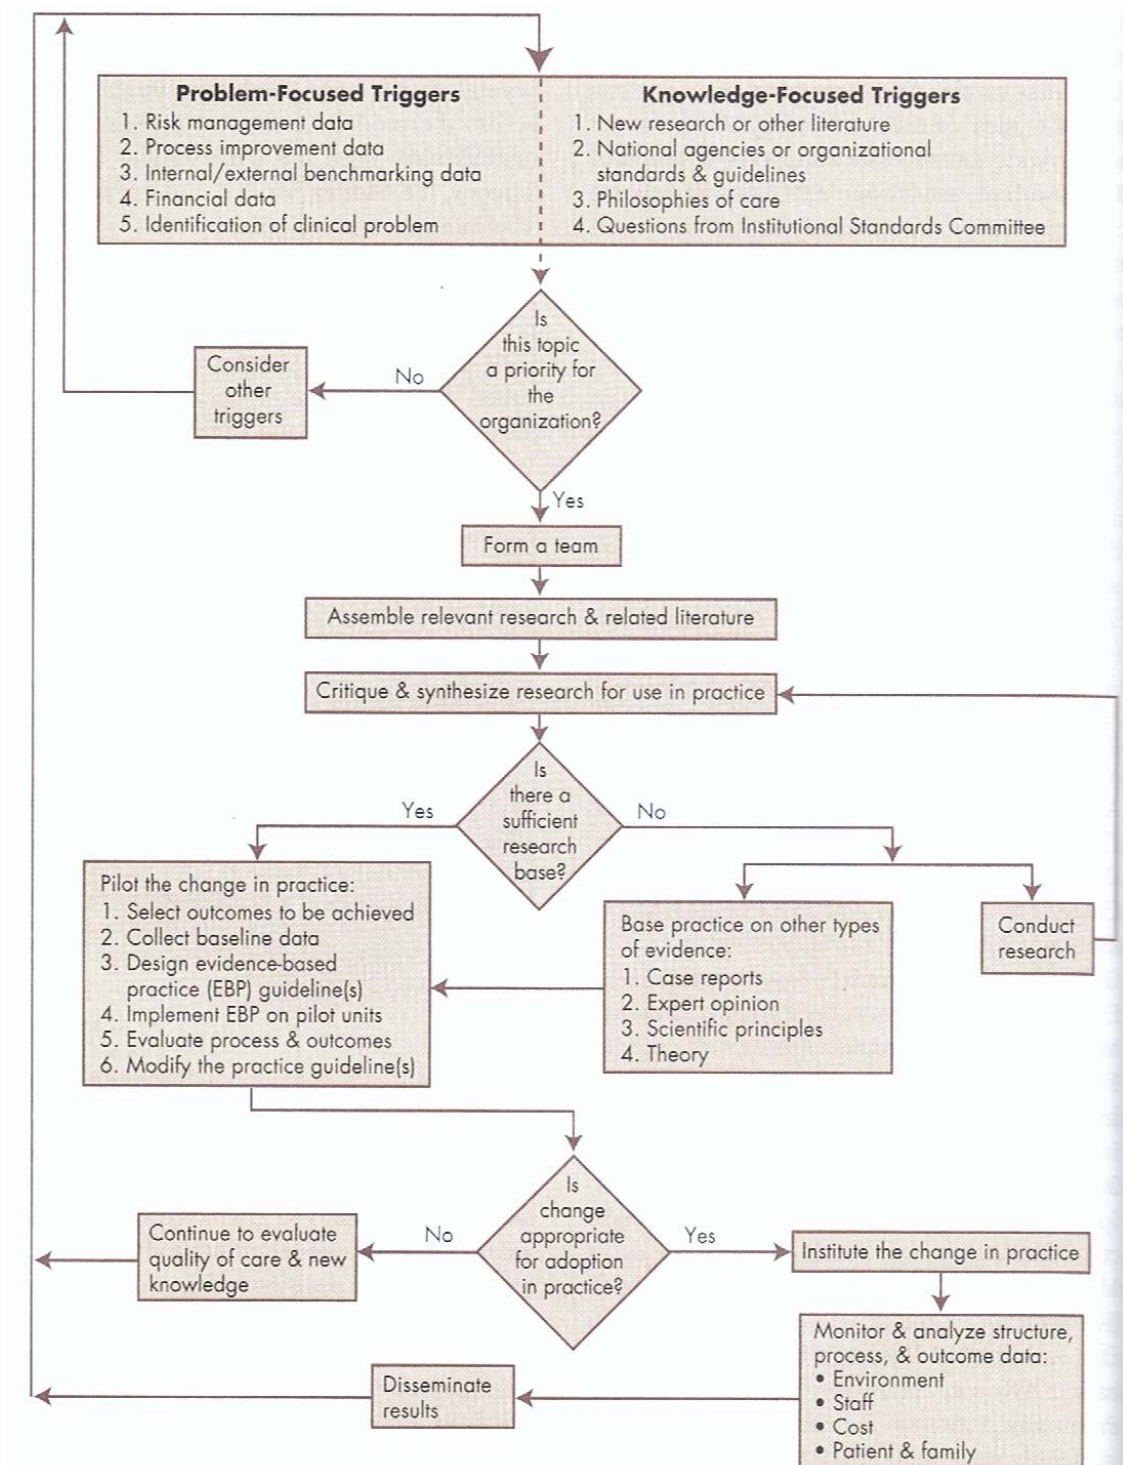 Problem-Focused Triggers
1. Risk management data
2. Process improvement data
3. Internal/external benchmarking data
4. Financial data
5. Identification of clinical problem
Knowledge-Focused Triggers
1. New research or other literature
2. National agencies or organizational
standards & guidelines
3. Philosophies of care
4. Questions from Institutional Standards Committee
Is
this topic
a priority for
the
organization?
No
Consider
other
triggers
Yes
Form a team
Assemble relevant research & related literature
Critique & synthesize research for use in practice
Is
there a
sufficient
research
base?
Yes
No
Pilot the change in practice:
1. Select outcomes to be achieved
2. Collect baseline data
3. Design evidence-based
practice (EBP) guideline(s)
4. Implement EBP on pilot units
5. Evaluate process & outcomes
6. Modify the practice guideline(s)
Base practice on other types
of evidence:
1. Case reports
2. Expert opinion
3. Scientific principles
4. Theory
Conduct
research
Is
change
appropriate
for adoption
in practice?
No
Yes
Continue to evaluate
quality of care & new
knowledge
Institute the change in practice
Monitor & analyze structure,
process, & outcome data:
• Environment
• Staff
• Cost
• Patient & family
Disseminate
results